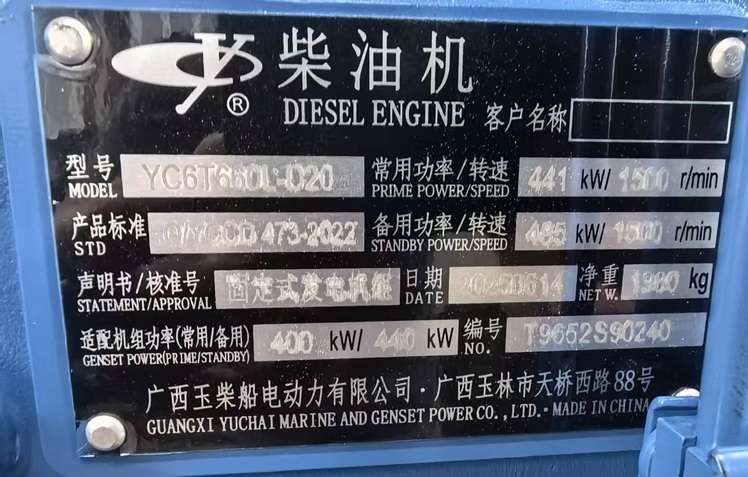 柴油机
DIESEL ENGINE
客户名称
型号 YC6T660L-D20 常用功率/转速 441 kW/ 1500 r/min
MODEL PRIME POWER/SPEED
产品标准 473-2022 备用功率/转速 485 kW/ 1500 r/min
STD STANDBY POWER/SPEED
声明书/核准号 固定式发电机组 日期 20250614 净重 kg
STATEMENT/APPROVAL DATE NET W.
适配机组功率(常用/备用) 400 kW/ 440 kW 编号 T9652S90240
GENSET POWER(PRIME/STANDBY) NO.
广西玉柴船电动力有限公司·广西玉林市天桥西路88号
GUANGXI YUCHAI MARINE AND GENSET POWER CO., LTD.·MADE IN CHINA